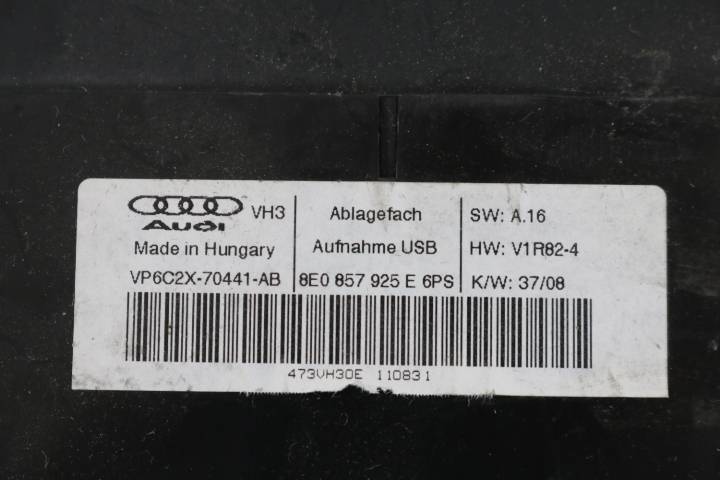 Audi VH3
Made in Hungary
VP6C2X-70441-AB
Ablagefach
Aufnahme USB
8E0 857 925 E 6PS
SW: A.16
HW: V1R82-4
K/W: 37/08
473VH30E 110831